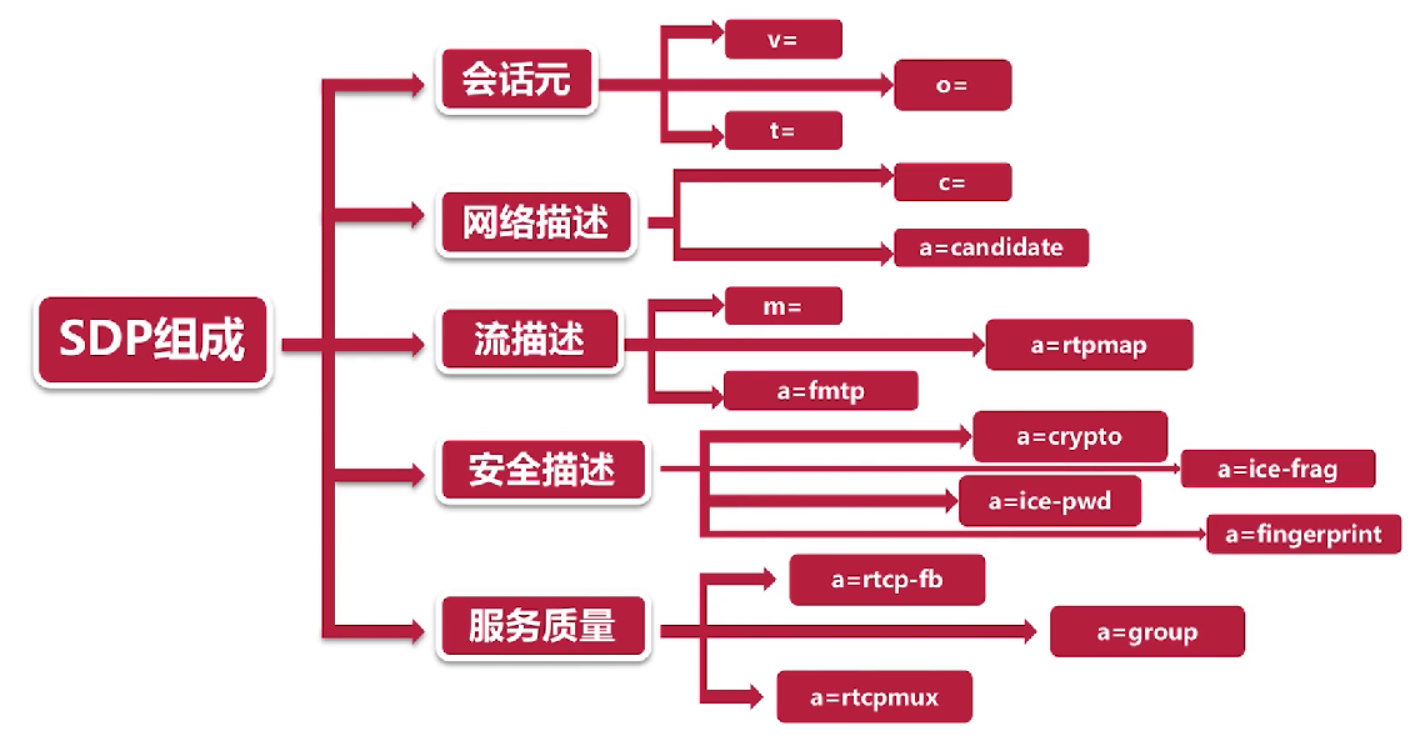 SDP组成
会话元
v=
o=
t=
网络描述
c=
a=candidate
流描述
m=
a=rtpmap
a=fmtp
安全描述
a=crypto
a=ice-frag
a=ice-pwd
a=fingerprint
服务质量
a=rtcp-fb
a=group
a=rtcpmux